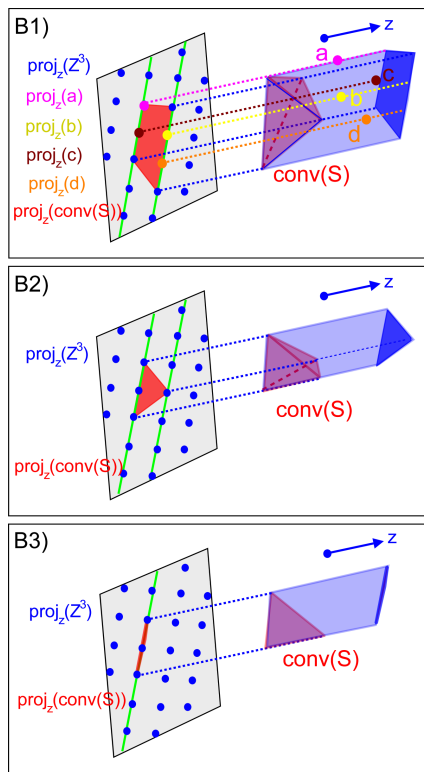 B1)
z
proj_z(Z^3)
a
proj_z(a)
c
proj_z(b)
b
proj_z(c)
d
proj_z(d)
conv(S)
proj_z(conv(S))
B2)
z
proj_z(Z^3)
conv(S)
proj_z(conv(S))
B3)
z
proj_z(Z^3)
conv(S)
proj_z(conv(S))